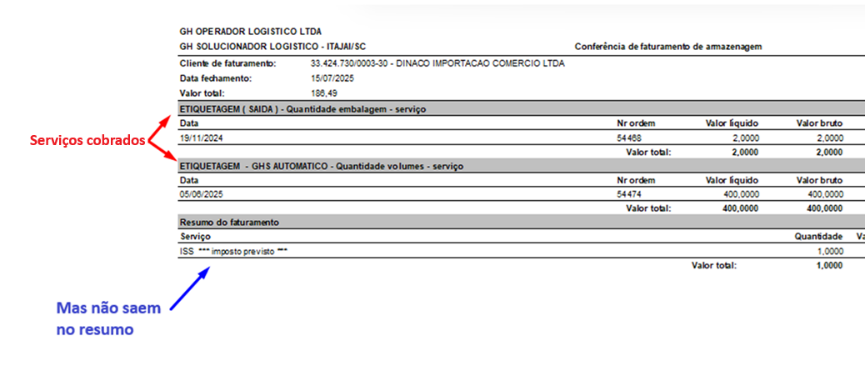 GH OPERADOR LOGISTICO LTDA
GH SOLUCIONADOR LOGISTICO - ITAJAI/SC Conferência de faturamento de armazenagem
Cliente de faturamento: 33.424.730/0003-30 - DINACO IMPORTACAO COMERCIO LTDA
Data fechamento: 15/07/2025
Valor total: 186,49
ETIQUETAGEM ( SAIDA ) - Quantidade embalagem - serviço
Data Nr ordem Valor líquido Valor bruto
Serviços cobrados
19/11/2024 54468 2,0000 2,0000
Valor total: 2,0000 2,0000
ETIQUETAGEM - GHS AUTOMATICO - Quantidade volumes - serviço
Data Nr ordem Valor líquido Valor bruto
05/06/2025 54474 400,0000 400,0000
Valor total: 400,0000 400,0000
Resumo do faturamento
Serviço Quantidade Va
ISS *** imposto previsto *** 1,0000
Valor total: 1,0000
Mas não saem
no resumo